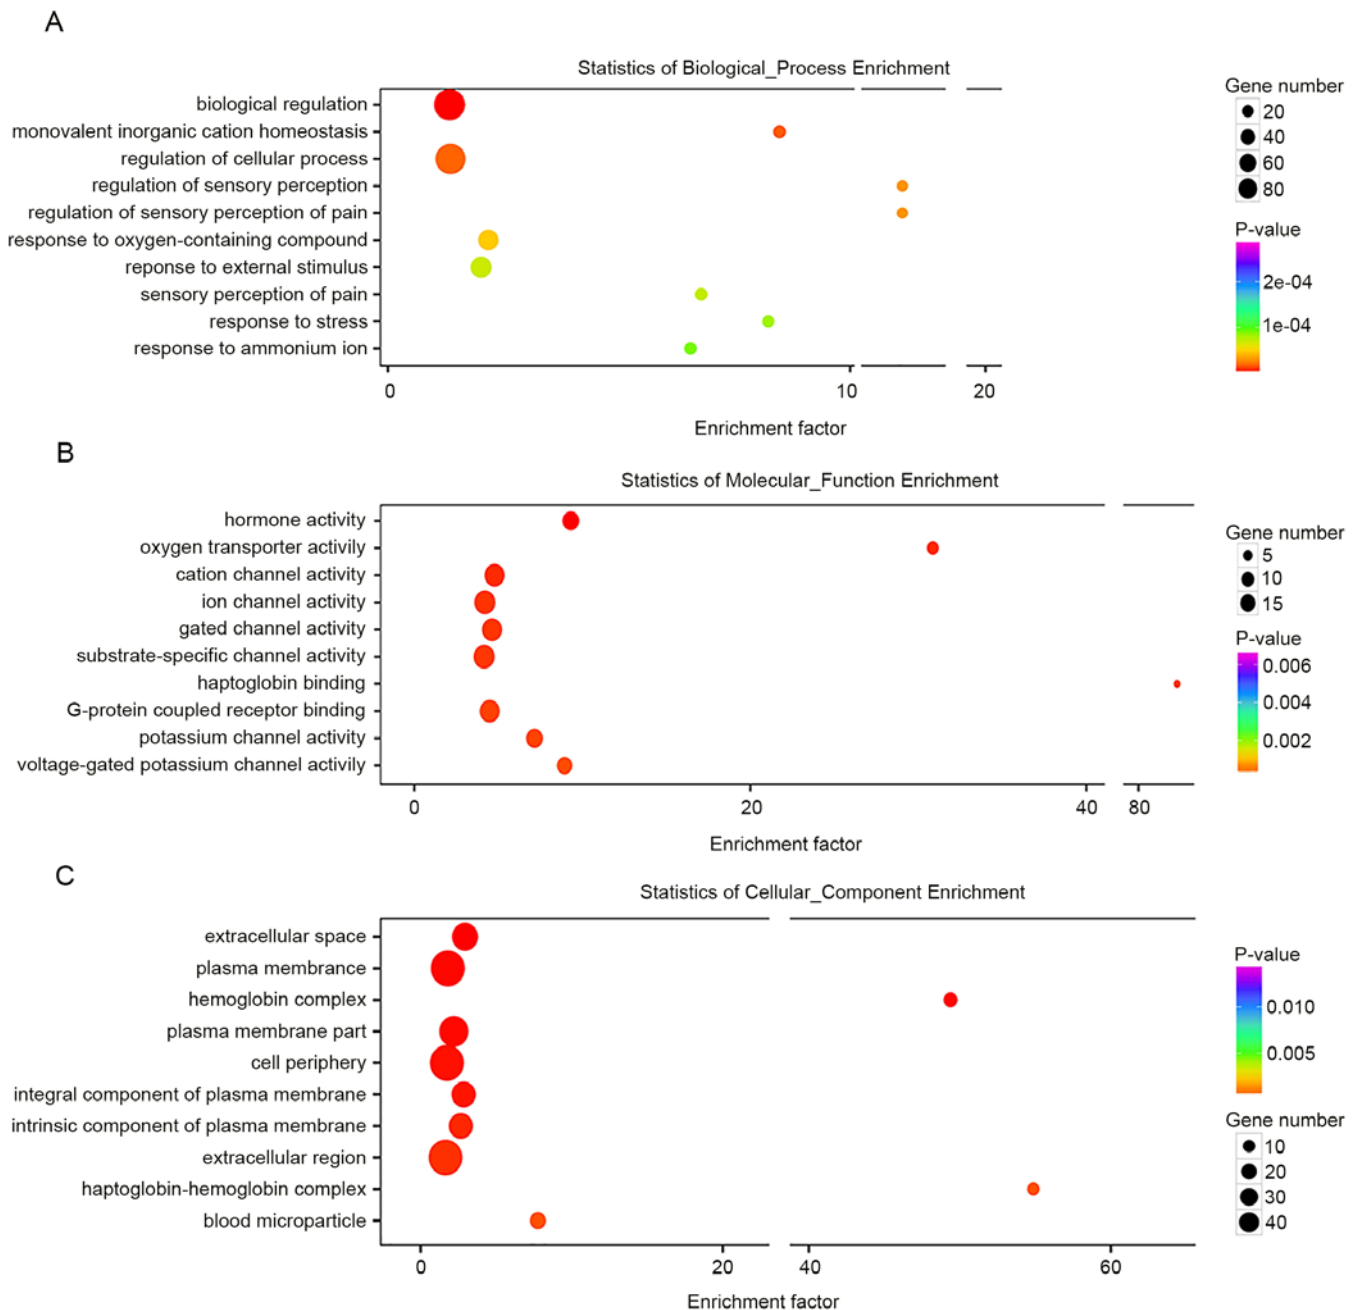 A
Statistics of Biological_Process Enrichment
biological regulation
monovalent inorganic cation homeostasis
regulation of cellular process
regulation of sensory perception
regulation of sensory perception of pain
response to oxygen-containing compound
reponse to external stimulus
sensory perception of pain
response to stress
response to ammonium ion
0 10 20
Enrichment factor
Gene number
20
40
60
80
P-value
2e-04
1e-04
B
Statistics of Molecular_Function Enrichment
hormone activity
oxygen transporter activily
cation channel activity
ion channel activity
gated channel activity
substrate-specific channel activity
haptoglobin binding
G-protein coupled receptor binding
potassium channel activity
voltage-gated potassium channel activily
0 20 40 80
Enrichment factor
Gene number
5
10
15
P-value
0.006
0.004
0.002
C
Statistics of Cellular_Component Enrichment
extracellular space
plasma membrance
hemoglobin complex
plasma membrane part
cell periphery
integral component of plasma membrane
intrinsic component of plasma membrane
extracellular region
haptoglobin-hemoglobin complex
blood microparticle
0 20 40 60
Enrichment factor
P-value
0.010
0.005
Gene number
10
20
30
40